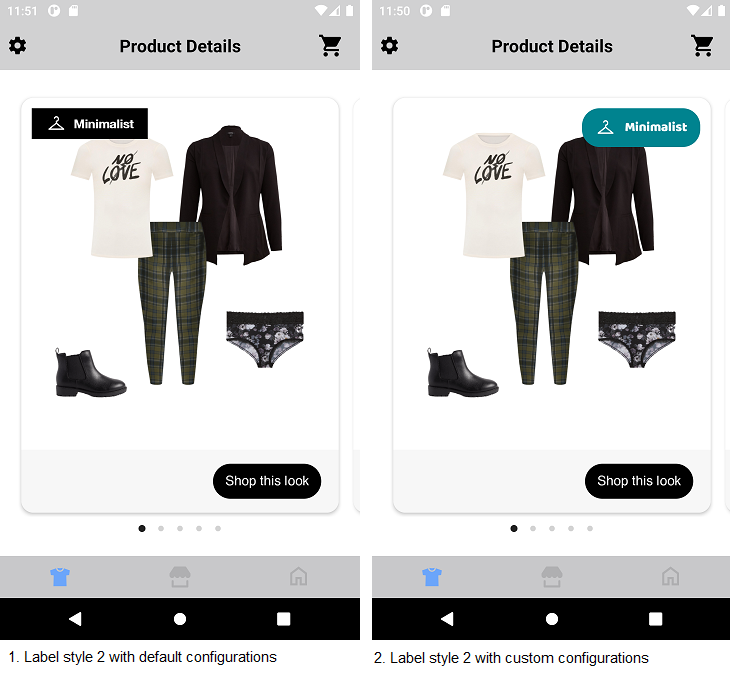 11:51
Product Details
Minimalist
NO
LOVE
Shop this look
1. Label style 2 with default configurations
11:50
Product Details
Minimalist
NO
LOVE
Shop this look
2. Label style 2 with custom configurations